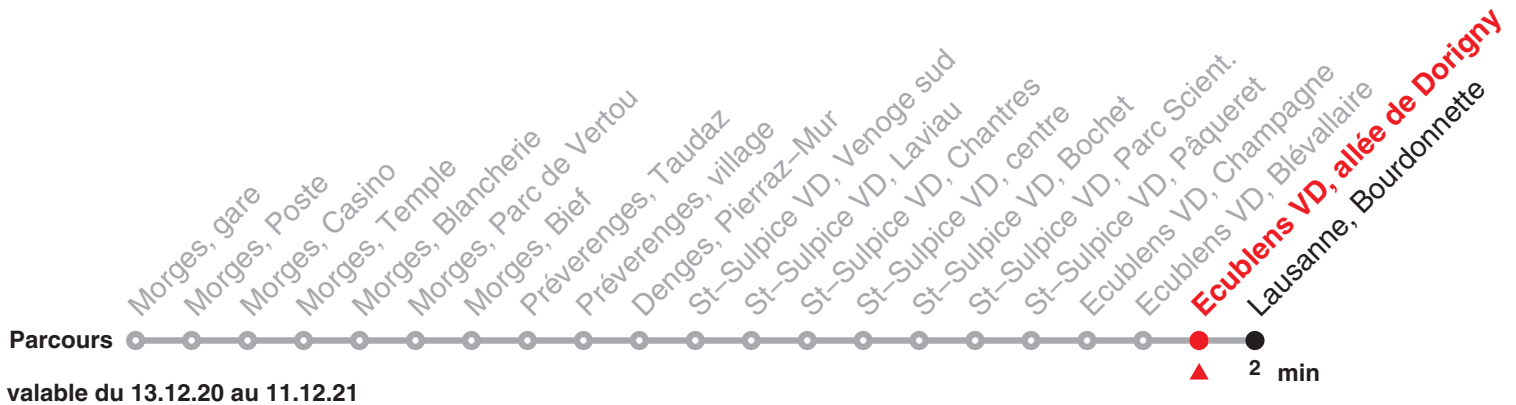 Morges, gare
Morges, Poste
Morges, Casino
Morges, Temple
Morges, Blancherie
Morges, Parc de Vertou
Morges, Bief
Préverenges, Taudaz
Préverenges, village
Denges, Pierraz–Mur
St–Sulpice VD, Venoge sud
St–Sulpice VD, Laviau
St–Sulpice VD, Chantres
St–Sulpice VD, centre
St–Sulpice VD, Bochet
St–Sulpice VD, Parc Scient.
St–Sulpice VD, Pâqueret
Ecublens VD, Champagne
Ecublens VD, Blévallaire
Ecublens VD, allée de Dorigny
Lausanne, Bourdonnette
Parcours
2 min
valable du 13.12.20 au 11.12.21